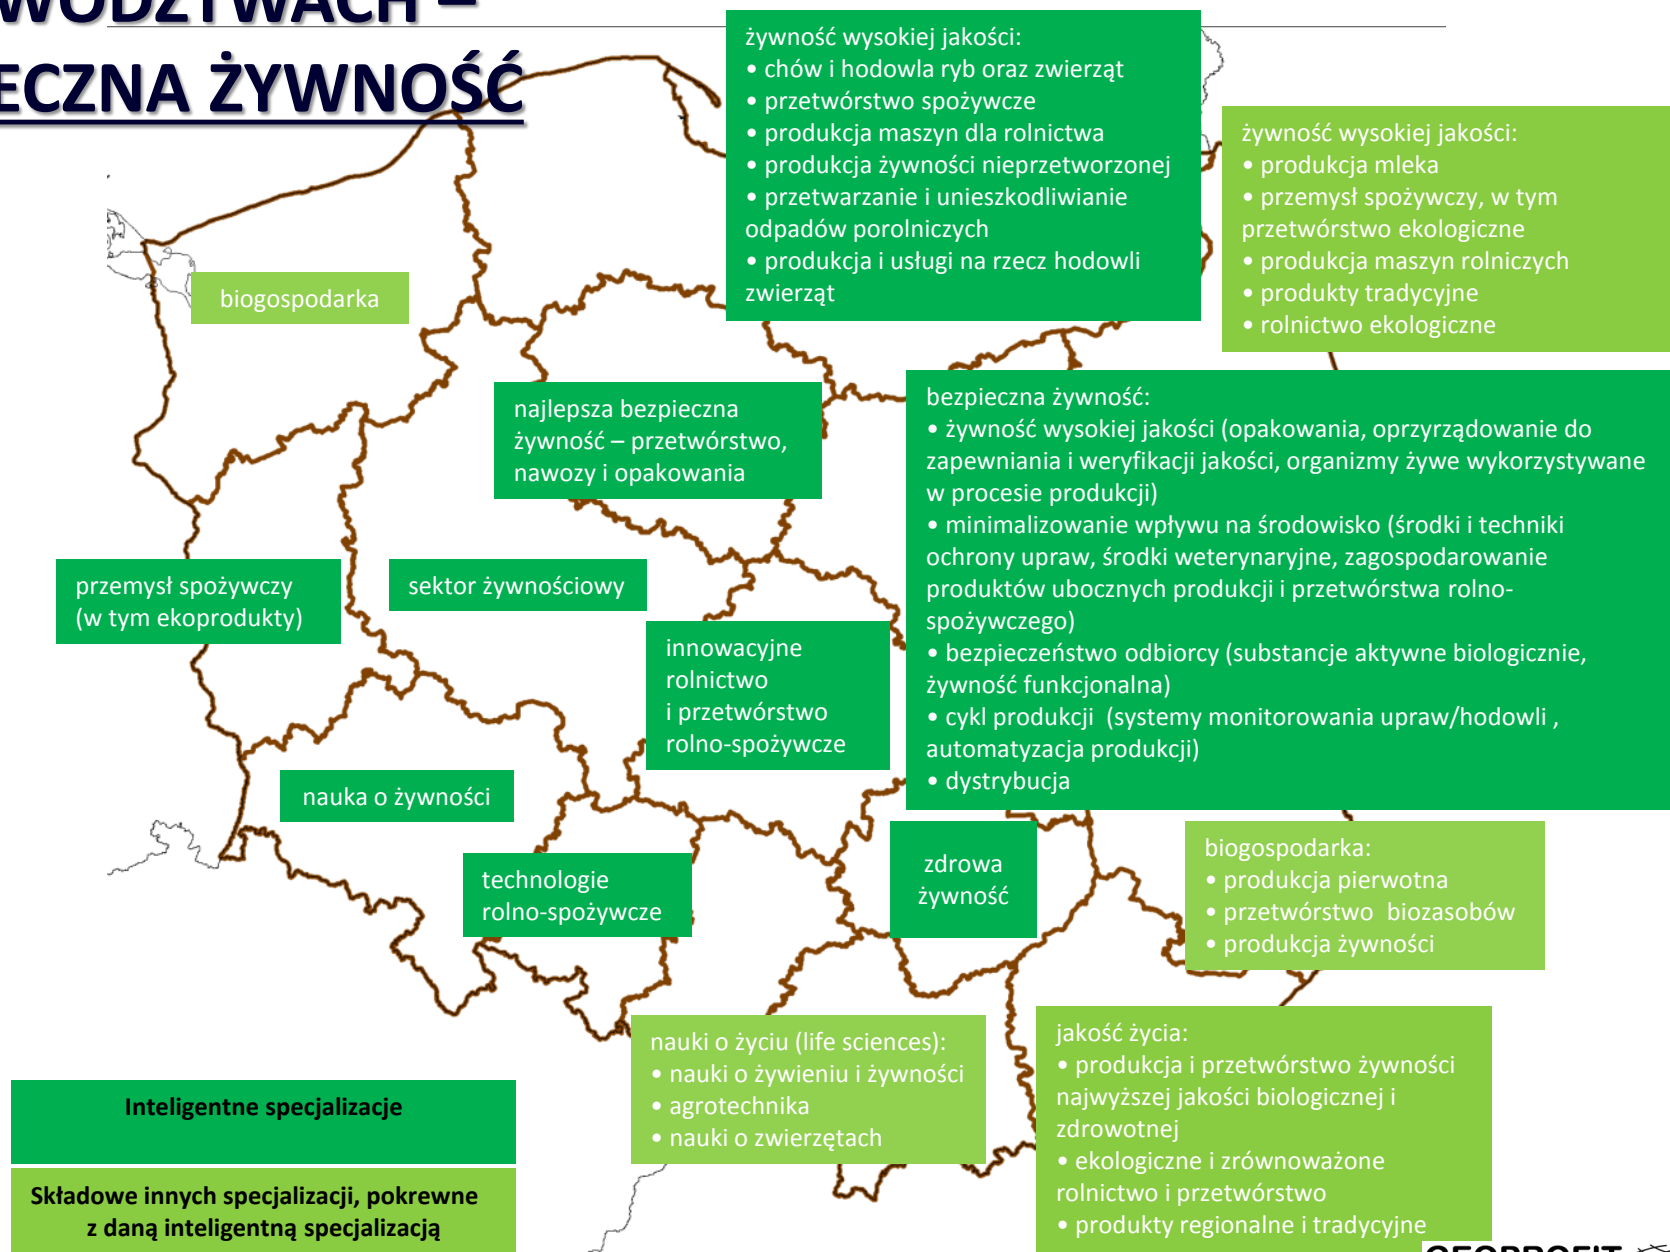 WÓDZTWACH –
ECZNA ŻYWNOŚĆ
żywność wysokiej jakości:
• chów i hodowla ryb oraz zwierząt
• przetwórstwo spożywcze
• produkcja maszyn dla rolnictwa
• produkcja żywności nieprzetworzonej
• przetwarzanie i unieszkodliwianie
odpadów porolniczych
• produkcja i usługi na rzecz hodowli
zwierząt
żywność wysokiej jakości:
• produkcja mleka
• przemysł spożywczy, w tym
przetwórstwo ekologiczne
• produkcja maszyn rolniczych
• produkty tradycyjne
• rolnictwo ekologiczne
biogospodarka
najlepsza bezpieczna
żywność – przetwórstwo,
nawozy i opakowania
bezpieczna żywność:
• żywność wysokiej jakości (opakowania, oprzyrządowanie do
zapewniania i weryfikacji jakości, organizmy żywe wykorzystywane
w procesie produkcji)
• minimalizowanie wpływu na środowisko (środki i techniki
ochrony upraw, środki weterynaryjne, zagospodarowanie
produktów ubocznych produkcji i przetwórstwa rolno-
spożywczego)
• bezpieczeństwo odbiorcy (substancje aktywne biologicznie,
żywność funkcjonalna)
• cykl produkcji (systemy monitorowania upraw/hodowli ,
automatyzacja produkcji)
• dystrybucja
przemysł spożywczy
(w tym ekoprodukty)
sektor żywnościowy
innowacyjne
rolnictwo
i przetwórstwo
rolno-spożywcze
nauka o żywności
technologie
rolno-spożywcze
zdrowa
żywność
biogospodarka:
• produkcja pierwotna
• przetwórstwo biozasobów
• produkcja żywności
nauki o życiu (life sciences):
• nauki o żywieniu i żywności
• agrotechnika
• nauki o zwierzętach
jakość życia:
• produkcja i przetwórstwo żywności
najwyższej jakości biologicznej i
zdrowotnej
• ekologiczne i zrównoważone
rolnictwo i przetwórstwo
• produkty regionalne i tradycyjne
Inteligentne specjalizacje
Składowe innych specjalizacji, pokrewne
z daną inteligentną specjalizacją
GEOPROFIT